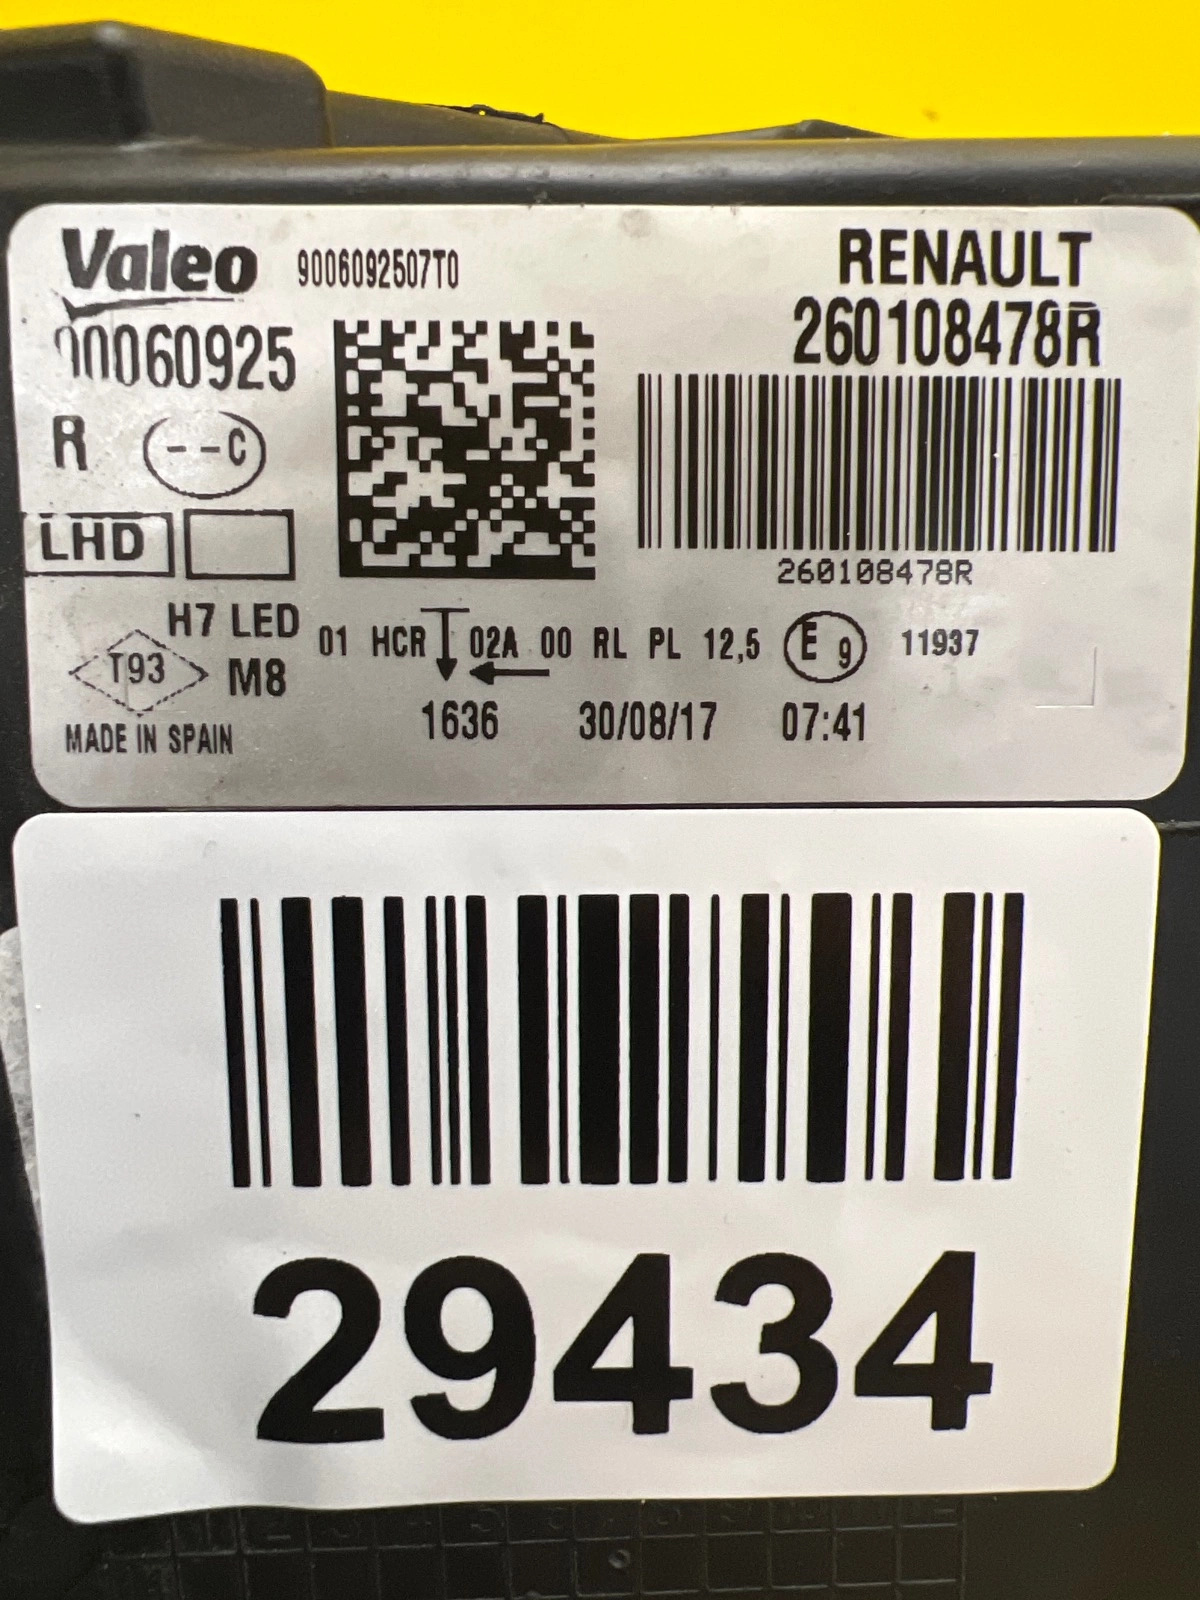 Valeo 9006092507T0 RENAULT
90060925 260108478R
R --C
LHD
260108478R
H7 LED 01 HCR 02A 00 RL PL 12,5 E 9 11937
T93 M8
MADE IN SPAIN 1636 30/08/17 07:41
29434